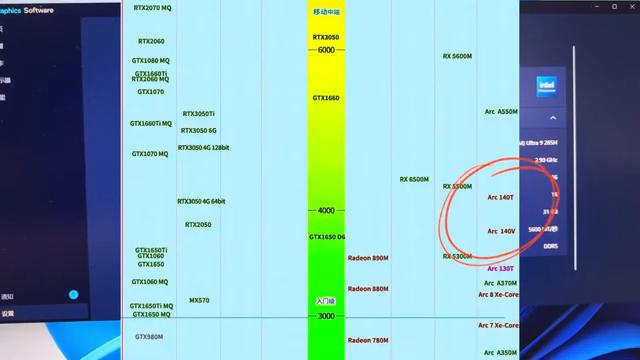 aphics Software
RTX2070 MQ
RTX2060
GTX1080 MQ
GTX1660Ti
RTX2060 MQ
GTX1070
GTX1660Ti MQ
GTX1070 MQ
GTX1650Ti
GTX1060
GTX1650
GTX1060 MQ
GTX1650Ti MQ
GTX1650 MQ
GTX980M
RTX3050Ti
RTX3050 6G
RTX3050 4G 128bit
RTX3050 4G 64bit
RTX2050
MX570
移动中端
RTX3050
6000
GTX1660
4000
GTX1650 D6
入门级
3000
Radeon 890M
Radeon 880M
Radeon 780M
RX 6500M
RX 5600M
RX 5500M
RX 5300M
Arc A550M
Arc 140T
Arc 140V
Arc 130T
Arc A370M
Arc 8 Xe-Core
Arc 7 Xe-Core
Arc A350M
intel
Ultra 9 285H
2.90 GHz
16
DDR5
通知
设置